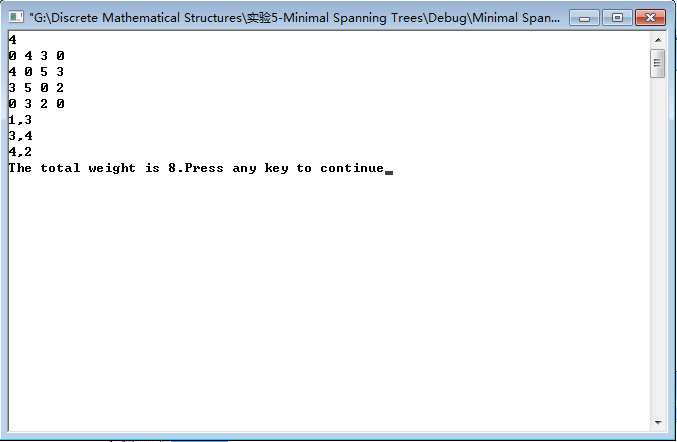 "G:\Discrete Mathematical Structures\实验5-Minimal Spanning Trees\Debug\Minimal Span...
4
0 4 3 0
4 0 5 3
3 5 0 2
0 3 2 0
1,3
3,4
4,2
The total weight is 8.Press any key to continue